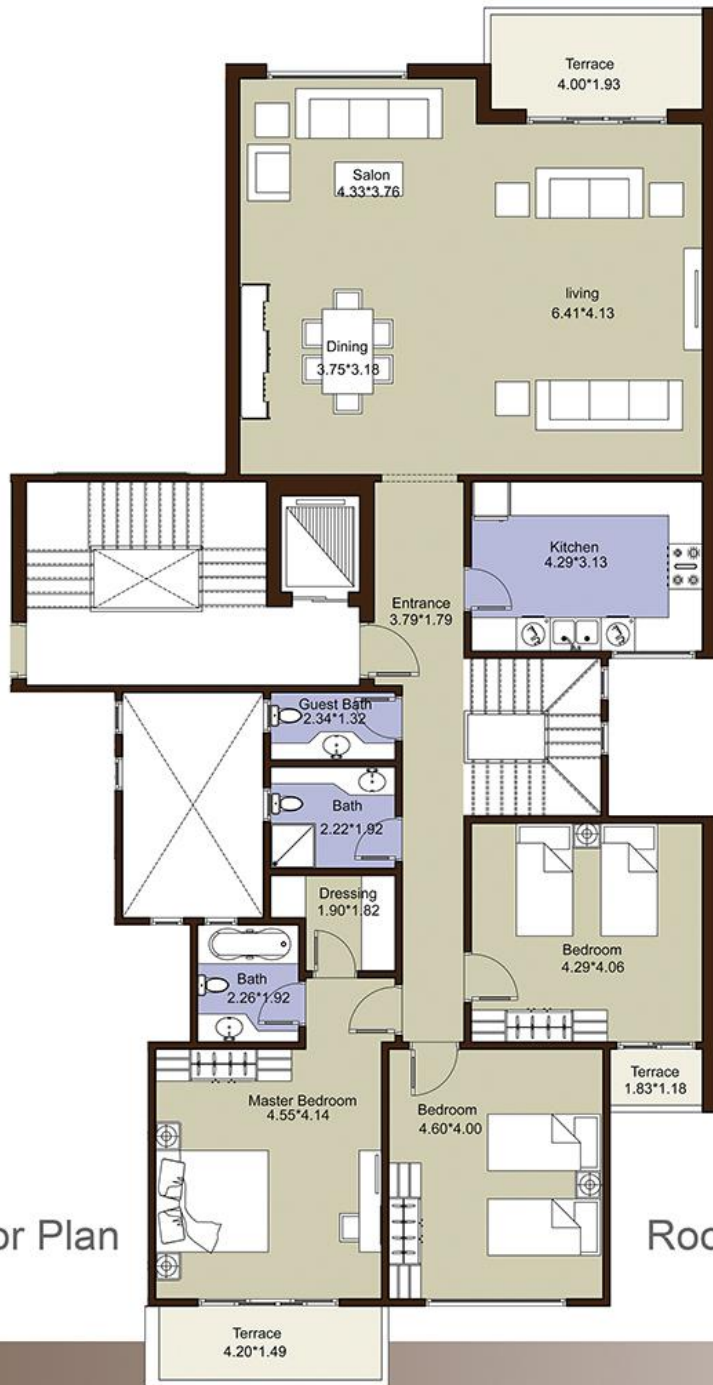 Terrace
4.00*1.93
Salon
4.33*3.76
living
6.41*4.13
Dining
3.75*3.18
Kitchen
4.29*3.13
Entrance
3.79*1.79
Guest Bath
2.34*1.32
Bath
2.22*1.92
Dressing
1.90*1.82
Bedroom
4.29*4.06
Bath
2.26*1.92
Terrace
1.83*1.18
Master Bedroom
4.55*4.14
Bedroom
4.60*4.00
or Plan
Roo
Terrace
4.20*1.49